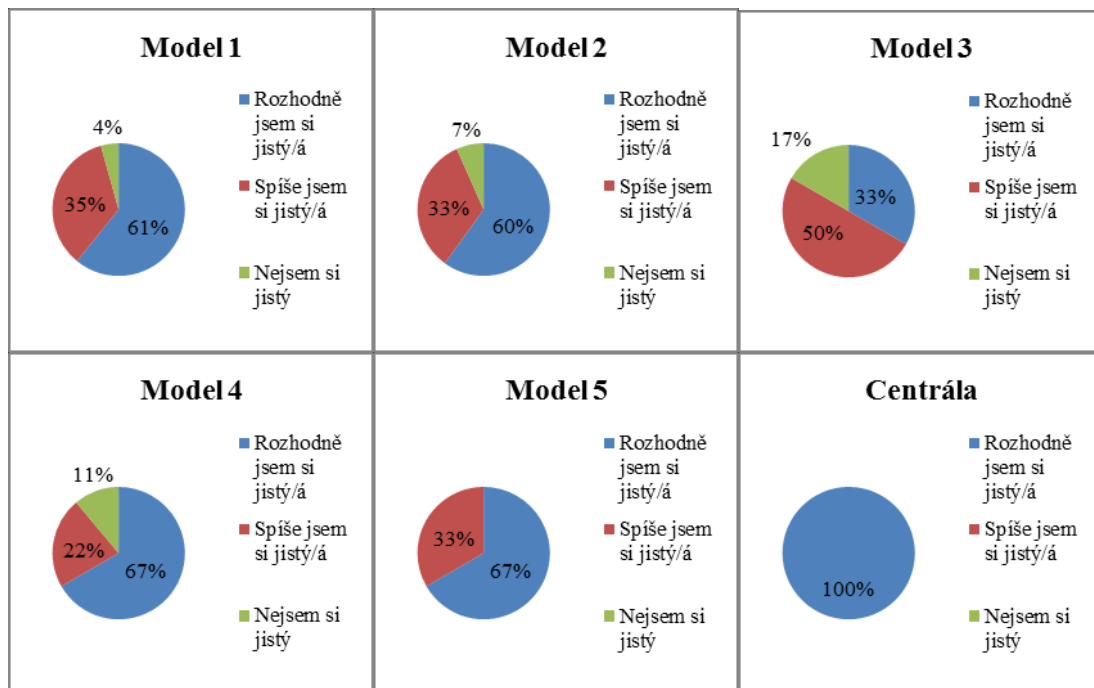 Model 1
Rozhodně
jsem si
jistý/á
Spíše jsem
si jistý/á
Nejsem si
jistý
4%
35%
61%
Model 2
Rozhodně
jsem si
jistý/á
Spíše jsem
si jistý/á
Nejsem si
jistý
7%
33%
60%
Model 3
Rozhodně
jsem si
jistý/á
Spíše jsem
si jistý/á
Nejsem si
jistý
17%
33%
50%
Model 4
Rozhodně
jsem si
jistý/á
Spíše jsem
si jistý/á
Nejsem si
jistý
11%
22%
67%
Model 5
Rozhodně
jsem si
jistý/á
Spíše jsem
si jistý/á
Nejsem si
jistý
33%
67%
Centrála
Rozhodně
jsem si
jistý/á
Spíše jsem
si jistý/á
Nejsem si
jistý
100%